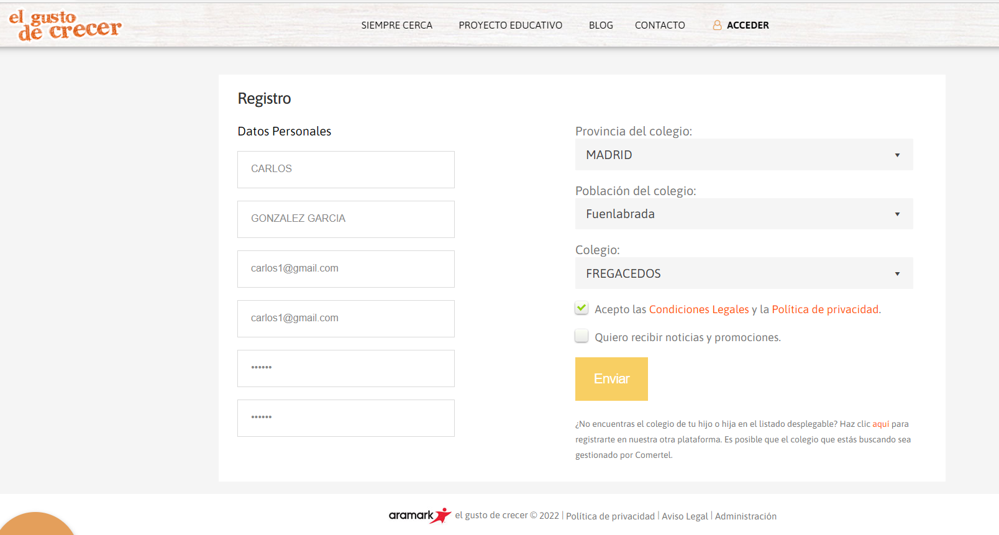 el gusto
de crecer
SIEMPRE CERCA
PROYECTO EDUCATIVO
BLOG
CONTACTO
ACCEDER
Registro
Datos Personales
CARLOS
GONZALEZ GARCIA
carlos1@gmail.com
carlos1@gmail.com
••••••
••••••
Provincia del colegio:
MADRID
Población del colegio:
Fuenlabrada
Colegio:
FREGACEDOS
Acepto las Condiciones Legales y la Política de privacidad.
Quiero recibir noticias y promociones.
Enviar
¿No encuentras el colegio de tu hijo o hija en el listado desplegable? Haz clic aqui para
registrarte en nuestra otra plataforma. Es posible que el colegio que estás buscando sea
gestionado por Comertel.
aramark el gusto de crecer © 2022 | Política de privacidad | Aviso Legal | Administración